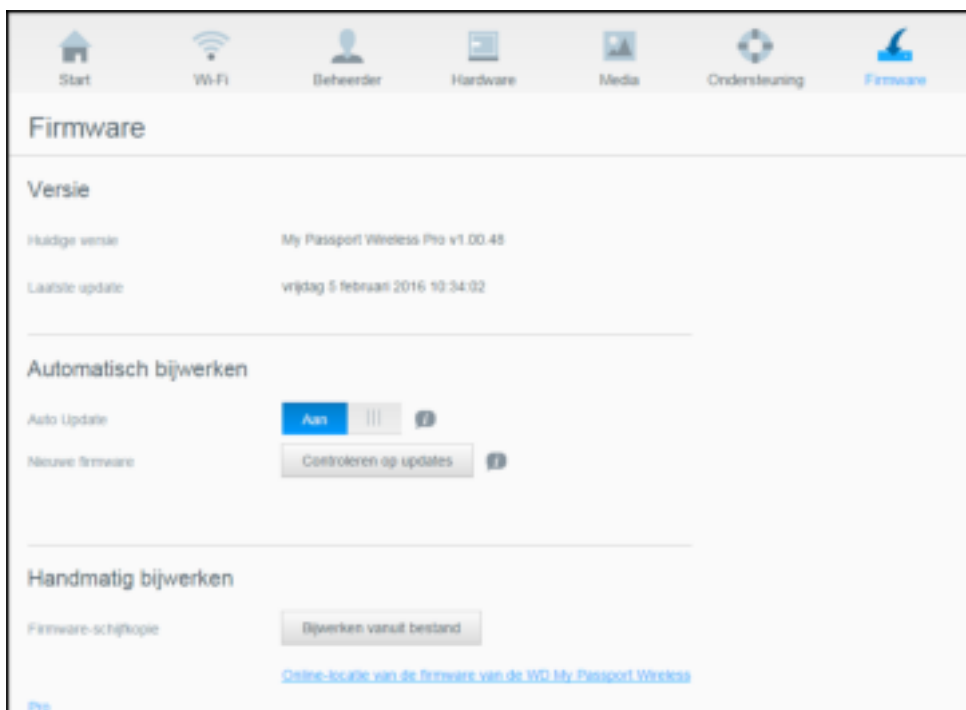 Start Wi-Fi Beheerder Hardware Media Ondersteuning Firmware
Firmware
Versie
Huidige versie My Passport Wireless Pro v1.00.48
Laatste update vrijdag 5 februari 2016 10:34:02
Automatisch bijwerken
Auto Update Aan
Nieuwe firmware Controleren op updates
Handmatig bijwerken
Firmware-schijfkopie Bijwerken vanuit bestand
Online-locatie van de firmware van de WD My Passport Wireless
Pro